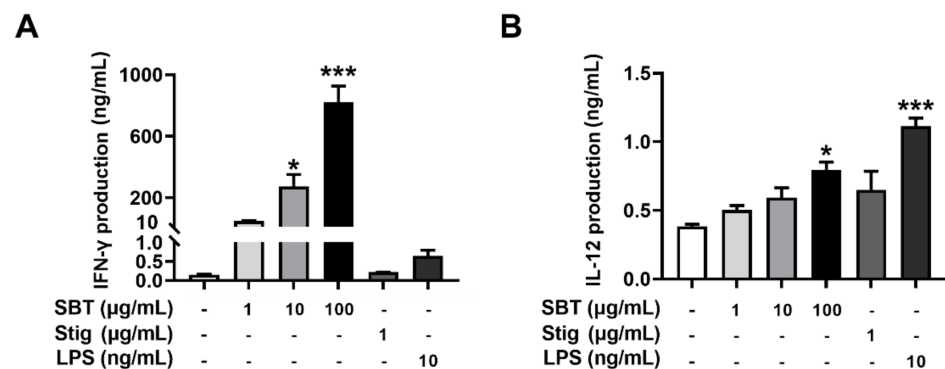 A
IFN-γ production (ng/mL)
1000
600
200
10
1.0
0.5
0.0
*
***
SBT (μg/mL) - 1 10 100 - -
Stig (μg/mL) - - - - 1 -
LPS (ng/mL) - - - - - 10
B
IL-12 production (ng/mL)
1.5
1.0
0.5
0.0
*
***
SBT (μg/mL) - 1 10 100 - -
Stig (μg/mL) - - - - 1 -
LPS (ng/mL) - - - - - 10